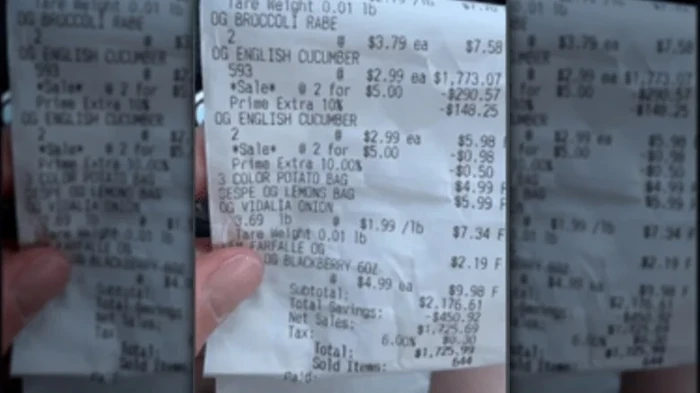 Tare Weight 0.01 lb
OG BROCCOLI RABE
2 @ $3.79 ea $7.58
OG ENGLISH CUCUMBER
593 @ $2.99 ea $1,773.07
*Sale* @ 2 for $5.00 -$290.57
Prime Extra 10% -$148.25
OG ENGLISH CUCUMBER
2 @ $2.99 ea $5.98 F
*Sale* @ 2 for $5.00 -$0.98
Prime Extra 10.00% -$0.50
3 COLOR POTATO BAG $4.99 F
CESPE OG LEMONS BAG $5.99 F
OG VIDALIA ONION
3.69 lb @ $1.99 /lb $7.34 F
Tare Weight 0.01 lb
FARFALLE OG $2.19 F
OG BLACKBERRY 6OZ
@ $4.99 ea $9.98 F
Subtotal: $2,176.61
Total Savings: -$450.92
Net Sales: $1,725.69
Tax: 6.00% $0.30
Total: $1,725.99
Sold Items: 644
Paid: